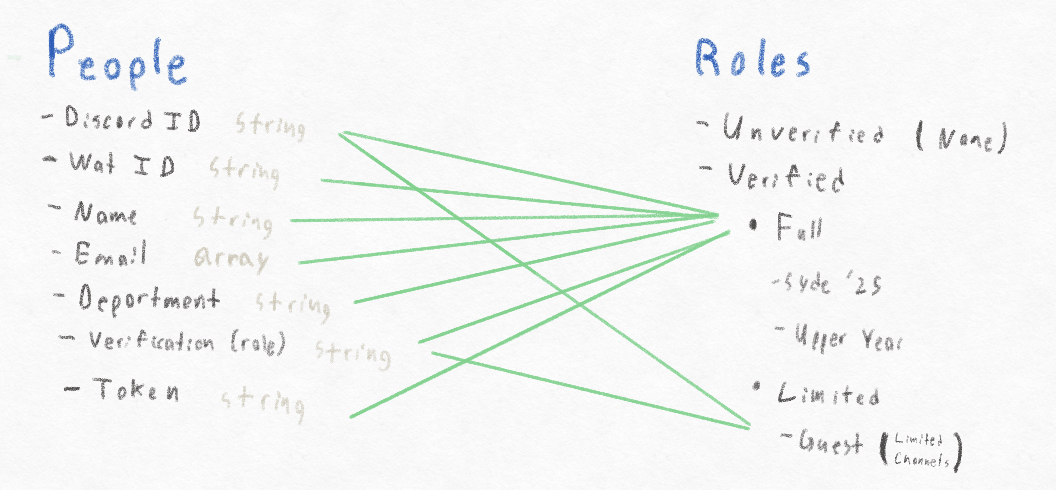 People
- Discord ID string
- Wat ID string
- Name string
- Email array
- Department string
- Verification (role) string
- Token string
Roles
- Unverified (None)
- Verified
• Full
- Syde '25
- Upper Year
• Limited
- Guest (Limited Channels)